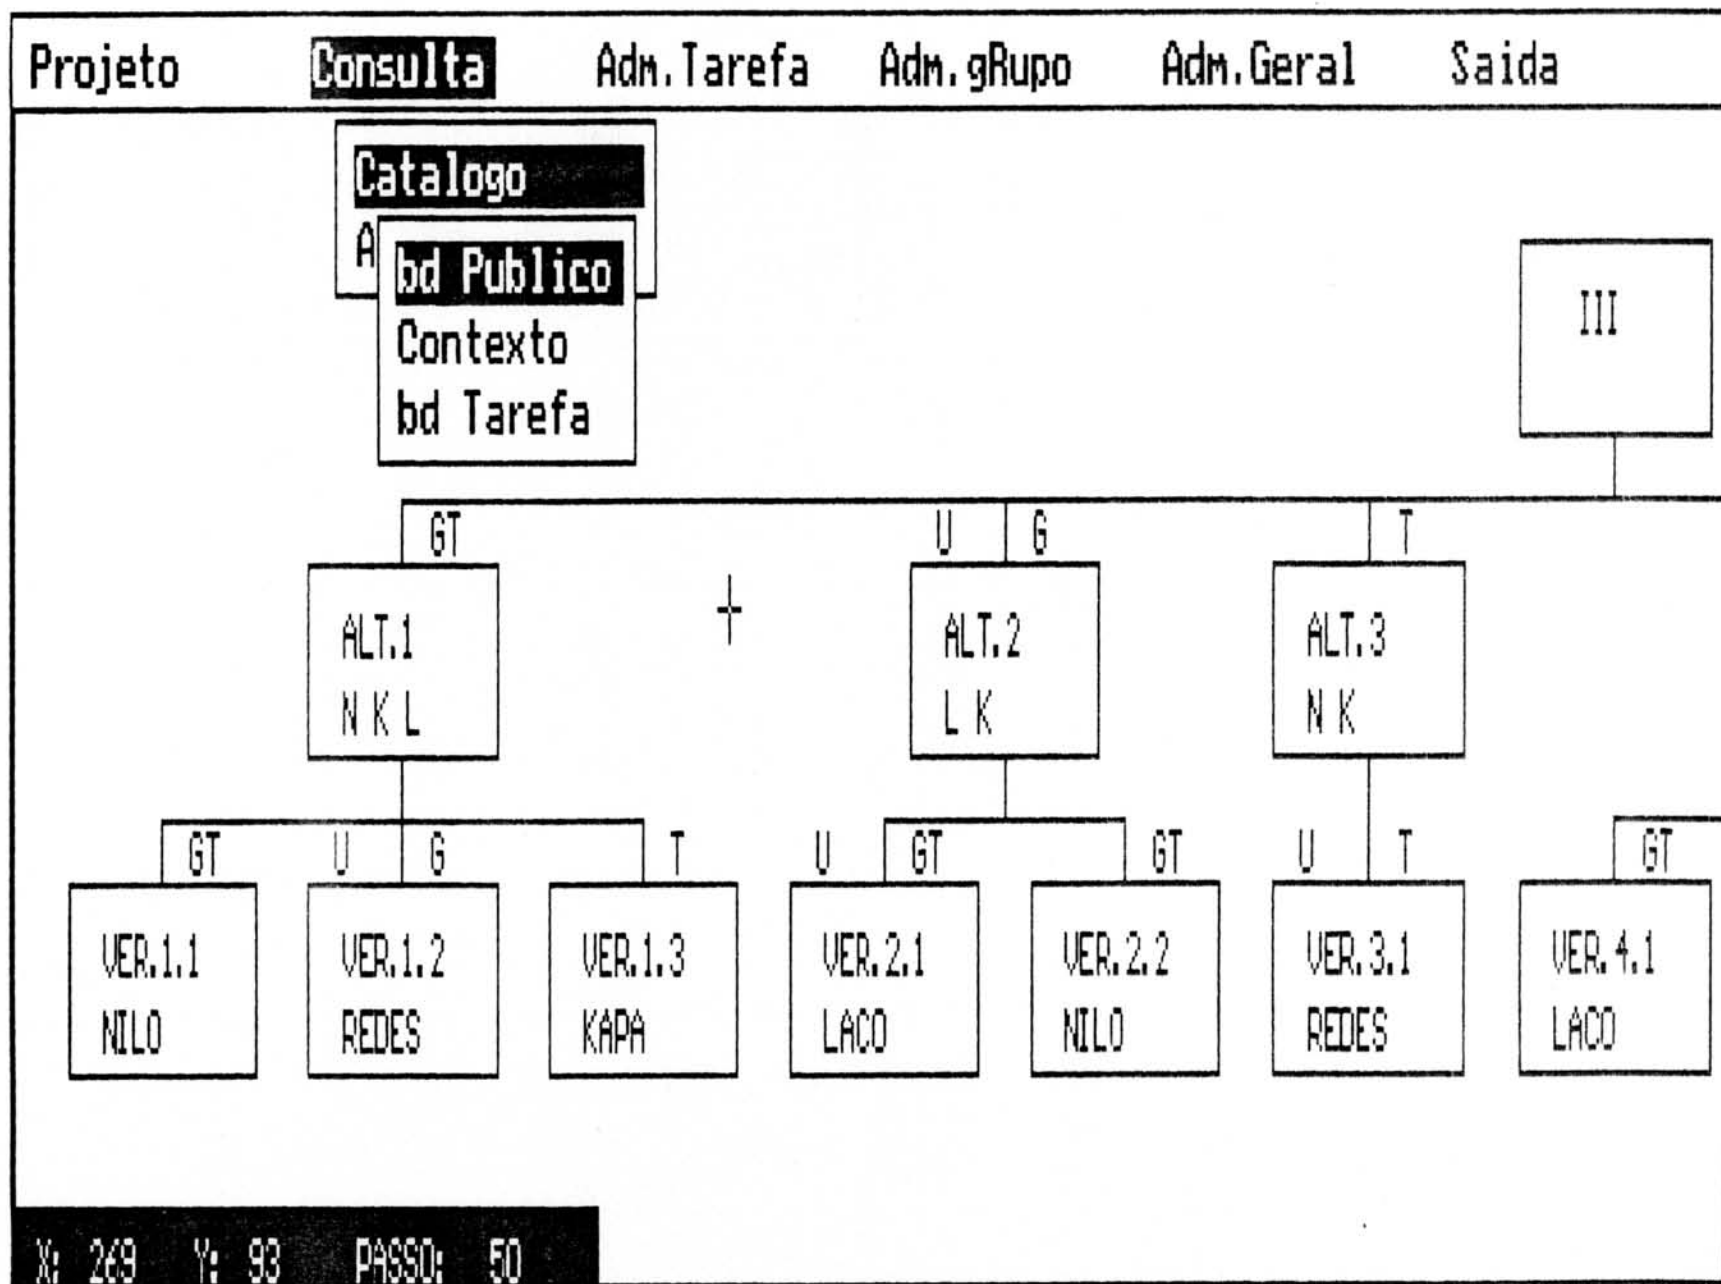 Projeto Consulta Adm.Tarefa Adm.gRupo Adm.Geral Saida
Catalogo
A
bd Publico
Contexto
bd Tarefa
III
GT U G T
ALT.1 ALT.2 ALT.3
N K L L K N K
GT U G T U GT GT U T GT
VER.1.1 VER.1.2 VER.1.3 VER.2.1 VER.2.2 VER.3.1 VER.4.1
NILO REDES KAPA LACO NILO REDES LACO
X: 269 Y: 93 PASSO: 50